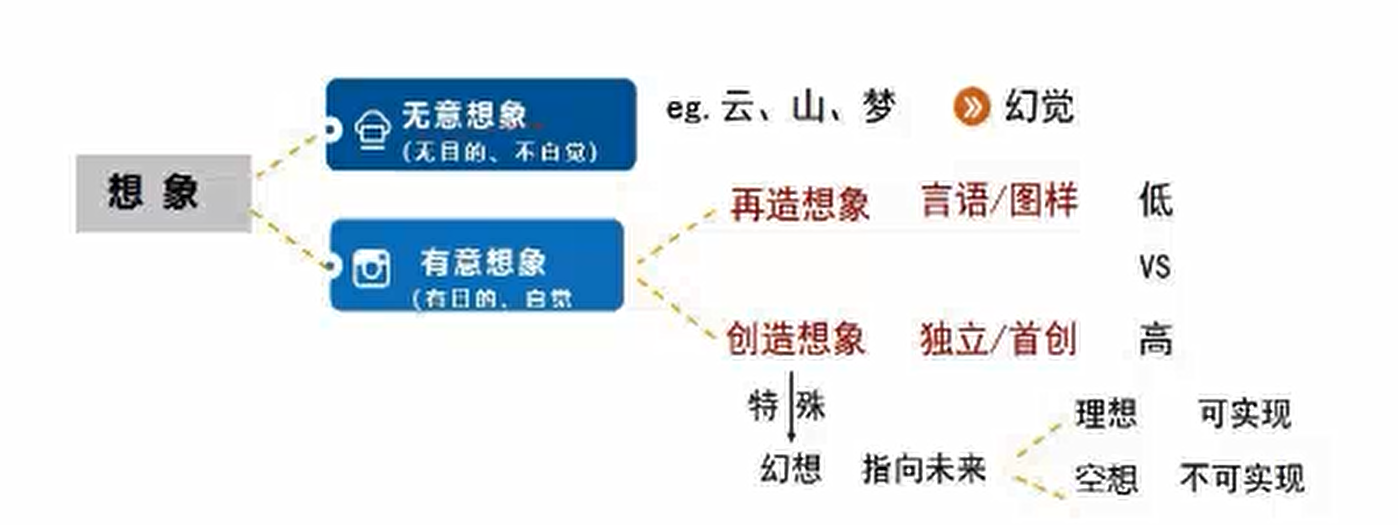 想象
无意想象
(无目的、不自觉)
eg. 云、山、梦
幻觉
有意想象
(有目的、自觉
再造想象 言语/图样 低
VS
创造想象 独立/首创 高
特殊
幻想 指向未来
理想 可实现
空想 不可实现